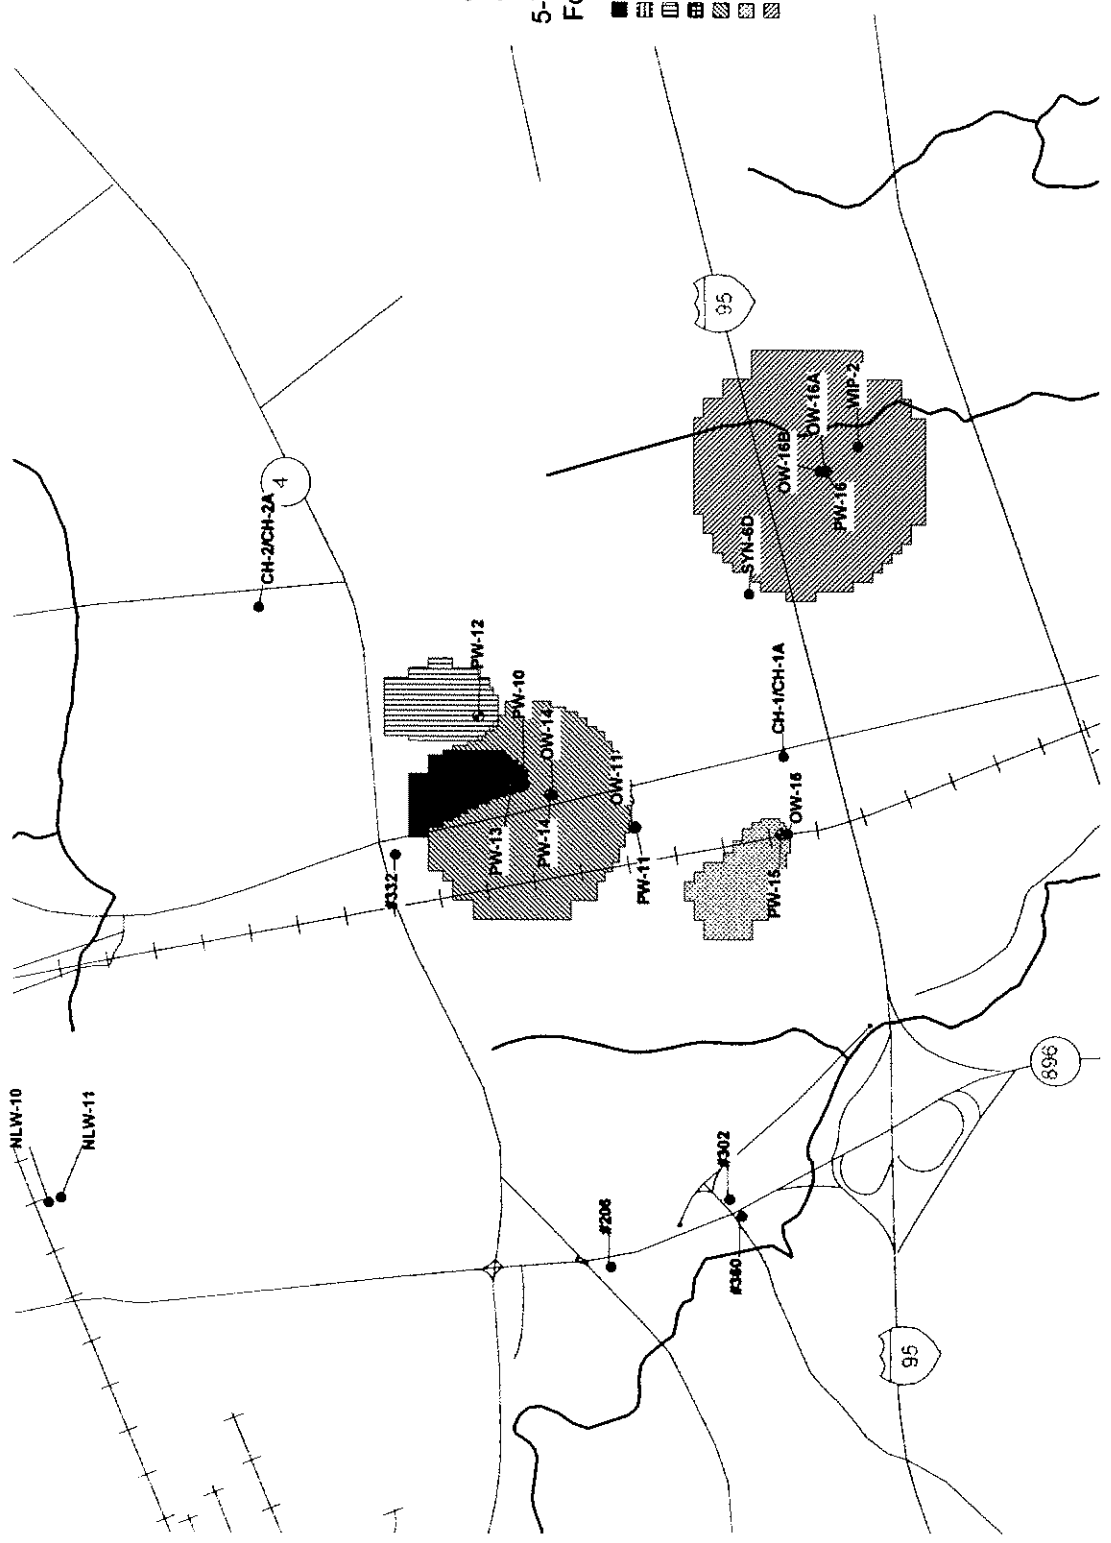 5-
Fo
NLW-10
NLW-11
CH-2/CH-2A
4
#332
PW-12
PW-10
PW-13
PW-14
OW-14
OW-11
PW-11
PW-15
OW-15
CH-1/CH-1A
SYN-6D
OW-16B
OW-16A
PW-16
WIP-2
95
#206
#302
#360
896
95